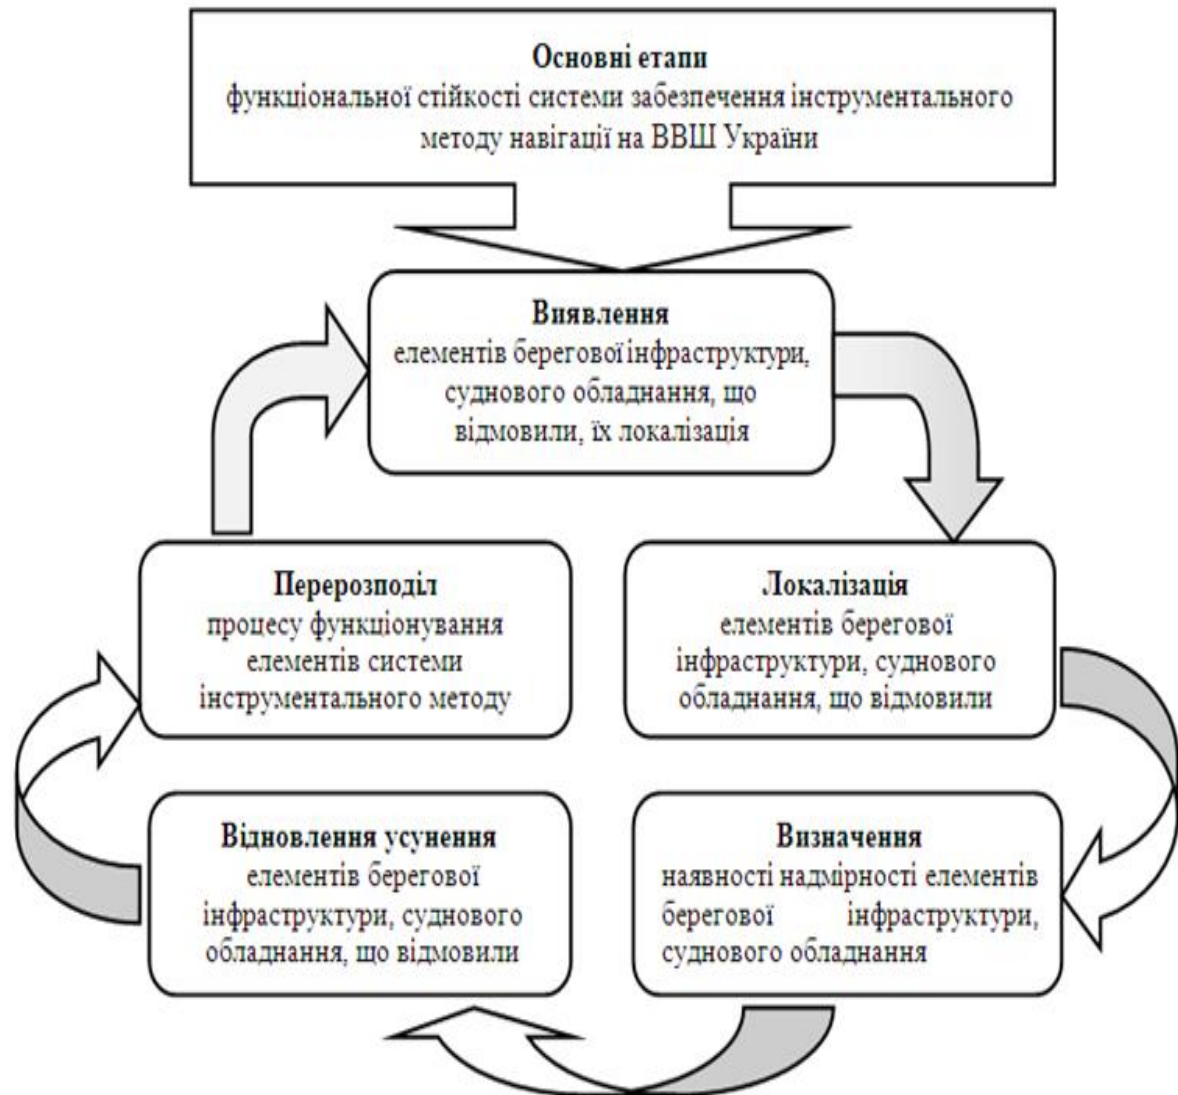 Основні етапи
функціональної стійкості системи забезпечення інструментального
методу навігації на ВВШ України
Виявлення
елементів берегової інфраструктури,
суднового обладнання, що
відмовили, їх локалізація
Локалізація
елементів берегової
інфраструктури, суднового
обладнання, що відмовили
Визначення
наявності надмірності елементів
берегової інфраструктури,
суднового обладнання
Відновлення усунення
елементів берегової
інфраструктури, суднового
обладнання, що відмовили
Перерозподіл
процесу функціонування
елементів системи
інструментального методу